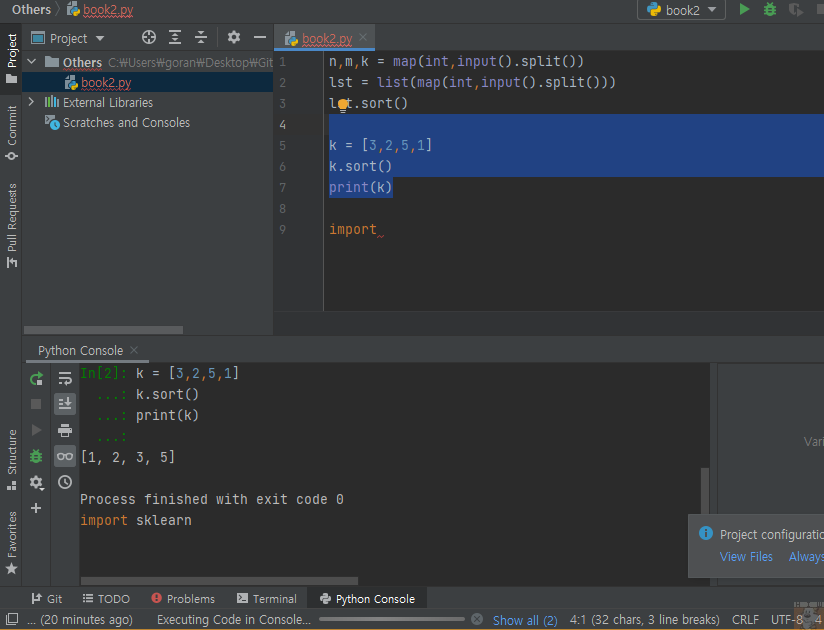 Others book2.py
book2
Project
Project
Commit
Pull Requests
Structure
Favorites
Others C:₩Users₩goran₩Desktop₩Git
book2.py
External Libraries
Scratches and Consoles
book2.py
1 n,m,k = map(int,input().split())
2 lst = list(map(int,input().split()))
3 lst.sort()
4
5 k = [3,2,5,1]
6 k.sort()
7 print(k)
8
9 import
Python Console
In[2]: k = [3,2,5,1]
...: k.sort()
...: print(k)
...:
[1, 2, 3, 5]
Process finished with exit code 0
import sklearn
Vari
Project configuratio
View Files Always
Git TODO Problems Terminal Python Console
... (20 minutes ago) Executing Code in Console... Show all (2) 4:1 (32 chars, 3 line breaks) CRLF UTF-8 4